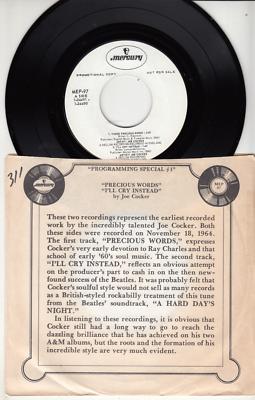 mercury
PROMOTIONAL COPY
NOT FOR SALE
MEP-97
A SIDE
311
mercury
"PROGRAMMING SPECIAL #1"
MEP
97
"PRECIOUS WORDS"
"I'LL CRY INSTEAD"
by Joe Cocker
These two recordings represent the earliest recorded
work by the incredibly talented Joe Cocker. Both
these sides were recorded on November 18, 1964.
The first track, "PRECIOUS WORDS," expresses
Cocker's very early devotion to Ray Charles and that
school of early '60's soul music. The second track,
"I'LL CRY INSTEAD," reflects an obvious attempt
on the producer's part to cash in on the then new-
found success of the Beatles. It was probably felt that
Cocker's soulful style would not sell as many records
as a British-styled rockabilly treatment of this tune
from the Beatles' soundtrack, "A HARD DAY'S
NIGHT."
In listening to these recordings, it is obvious that
Cocker still had a long way to go to reach the
dazzling brilliance that he has achieved on his two
A&M albums, but the roots and the formation of his
incredible style are very much evident.